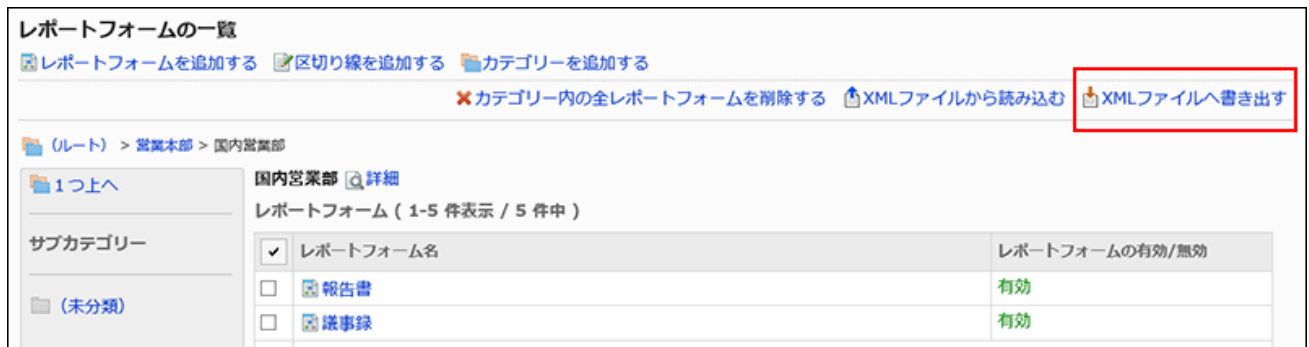 レポートフォームの一覧
レポートフォームを追加する 区切り線を追加する カテゴリーを追加する
カテゴリー内の全レポートフォームを削除する XMLファイルから読み込む XMLファイルへ書き出す
(ルート) > 営業本部 > 国内営業部
1つ上へ
サブカテゴリー
(未分類)
国内営業部 詳細
レポートフォーム ( 1-5 件表示 / 5 件中 )
レポートフォーム名 レポートフォームの有効/無効
報告書 有効
議事録 有効